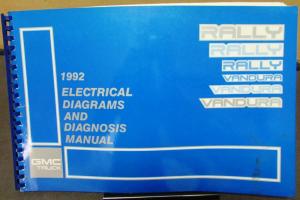 1992
ELECTRICAL
DIAGRAMS
AND
DIAGNOSIS
MANUAL
GMC
TRUCK
RALLY
RALLY
RALLY
VANDURA
VANDURA
VANDURA